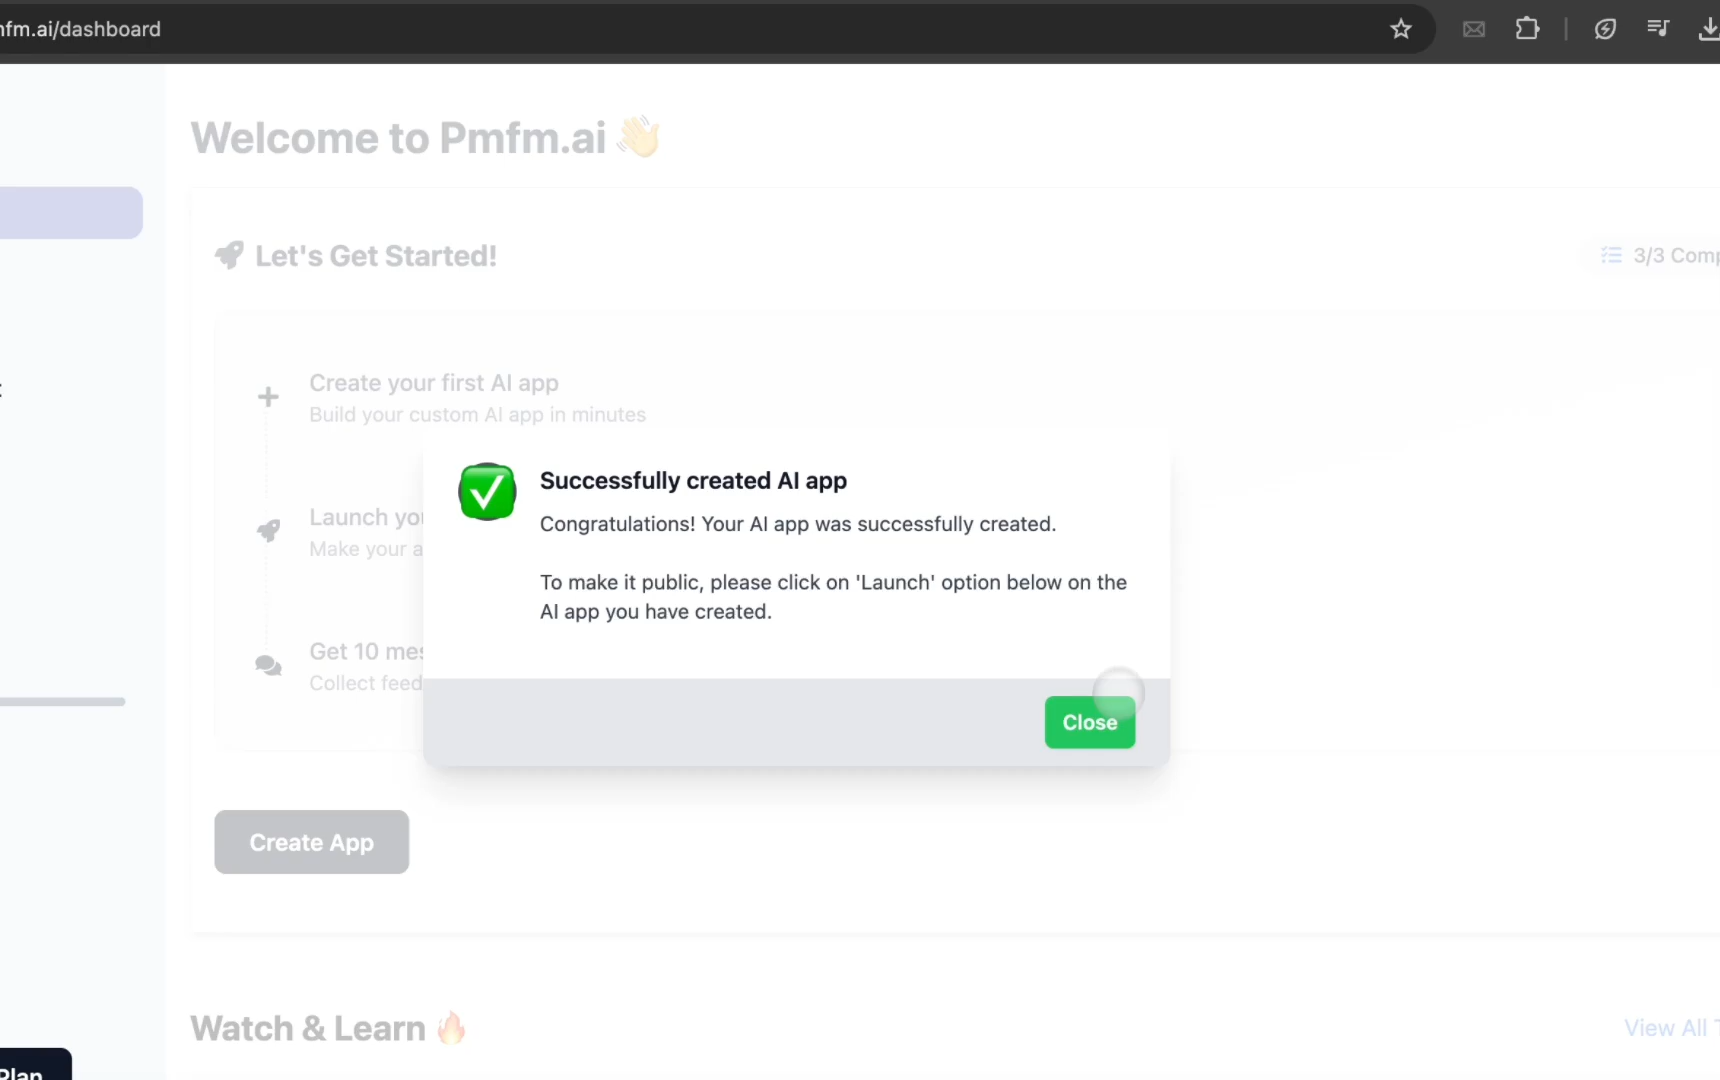 fm.ai/dashboard
Welcome to Pmfm.ai 👋
Let's Get Started!
3/3 Comp
Create your first AI app
Build your custom AI app in minutes
Launch you
Make your a
Get 10 mes
Collect feed
Successfully created AI app
Congratulations! Your AI app was successfully created.
To make it public, please click on 'Launch' option below on the
AI app you have created.
Close
Create App
Watch & Learn 🔥
View All T
Plan